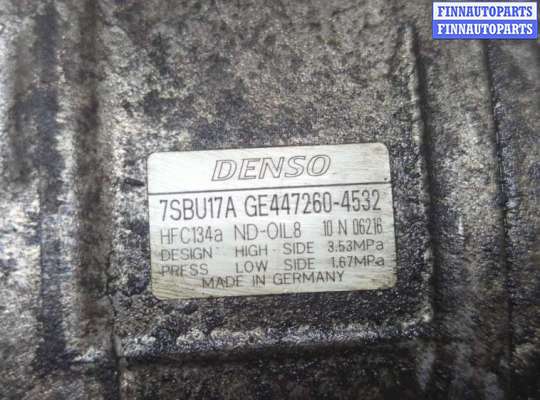 FINNAUTOPARTS
FINNAUTOPARTS
DENSO
7SBU17A GE447260-4532
HFC134a ND-OIL8 10 N 06216
DESIGN HIGH SIDE 3.53MPa
PRESS LOW SIDE 1.67MPa
MADE IN GERMANY